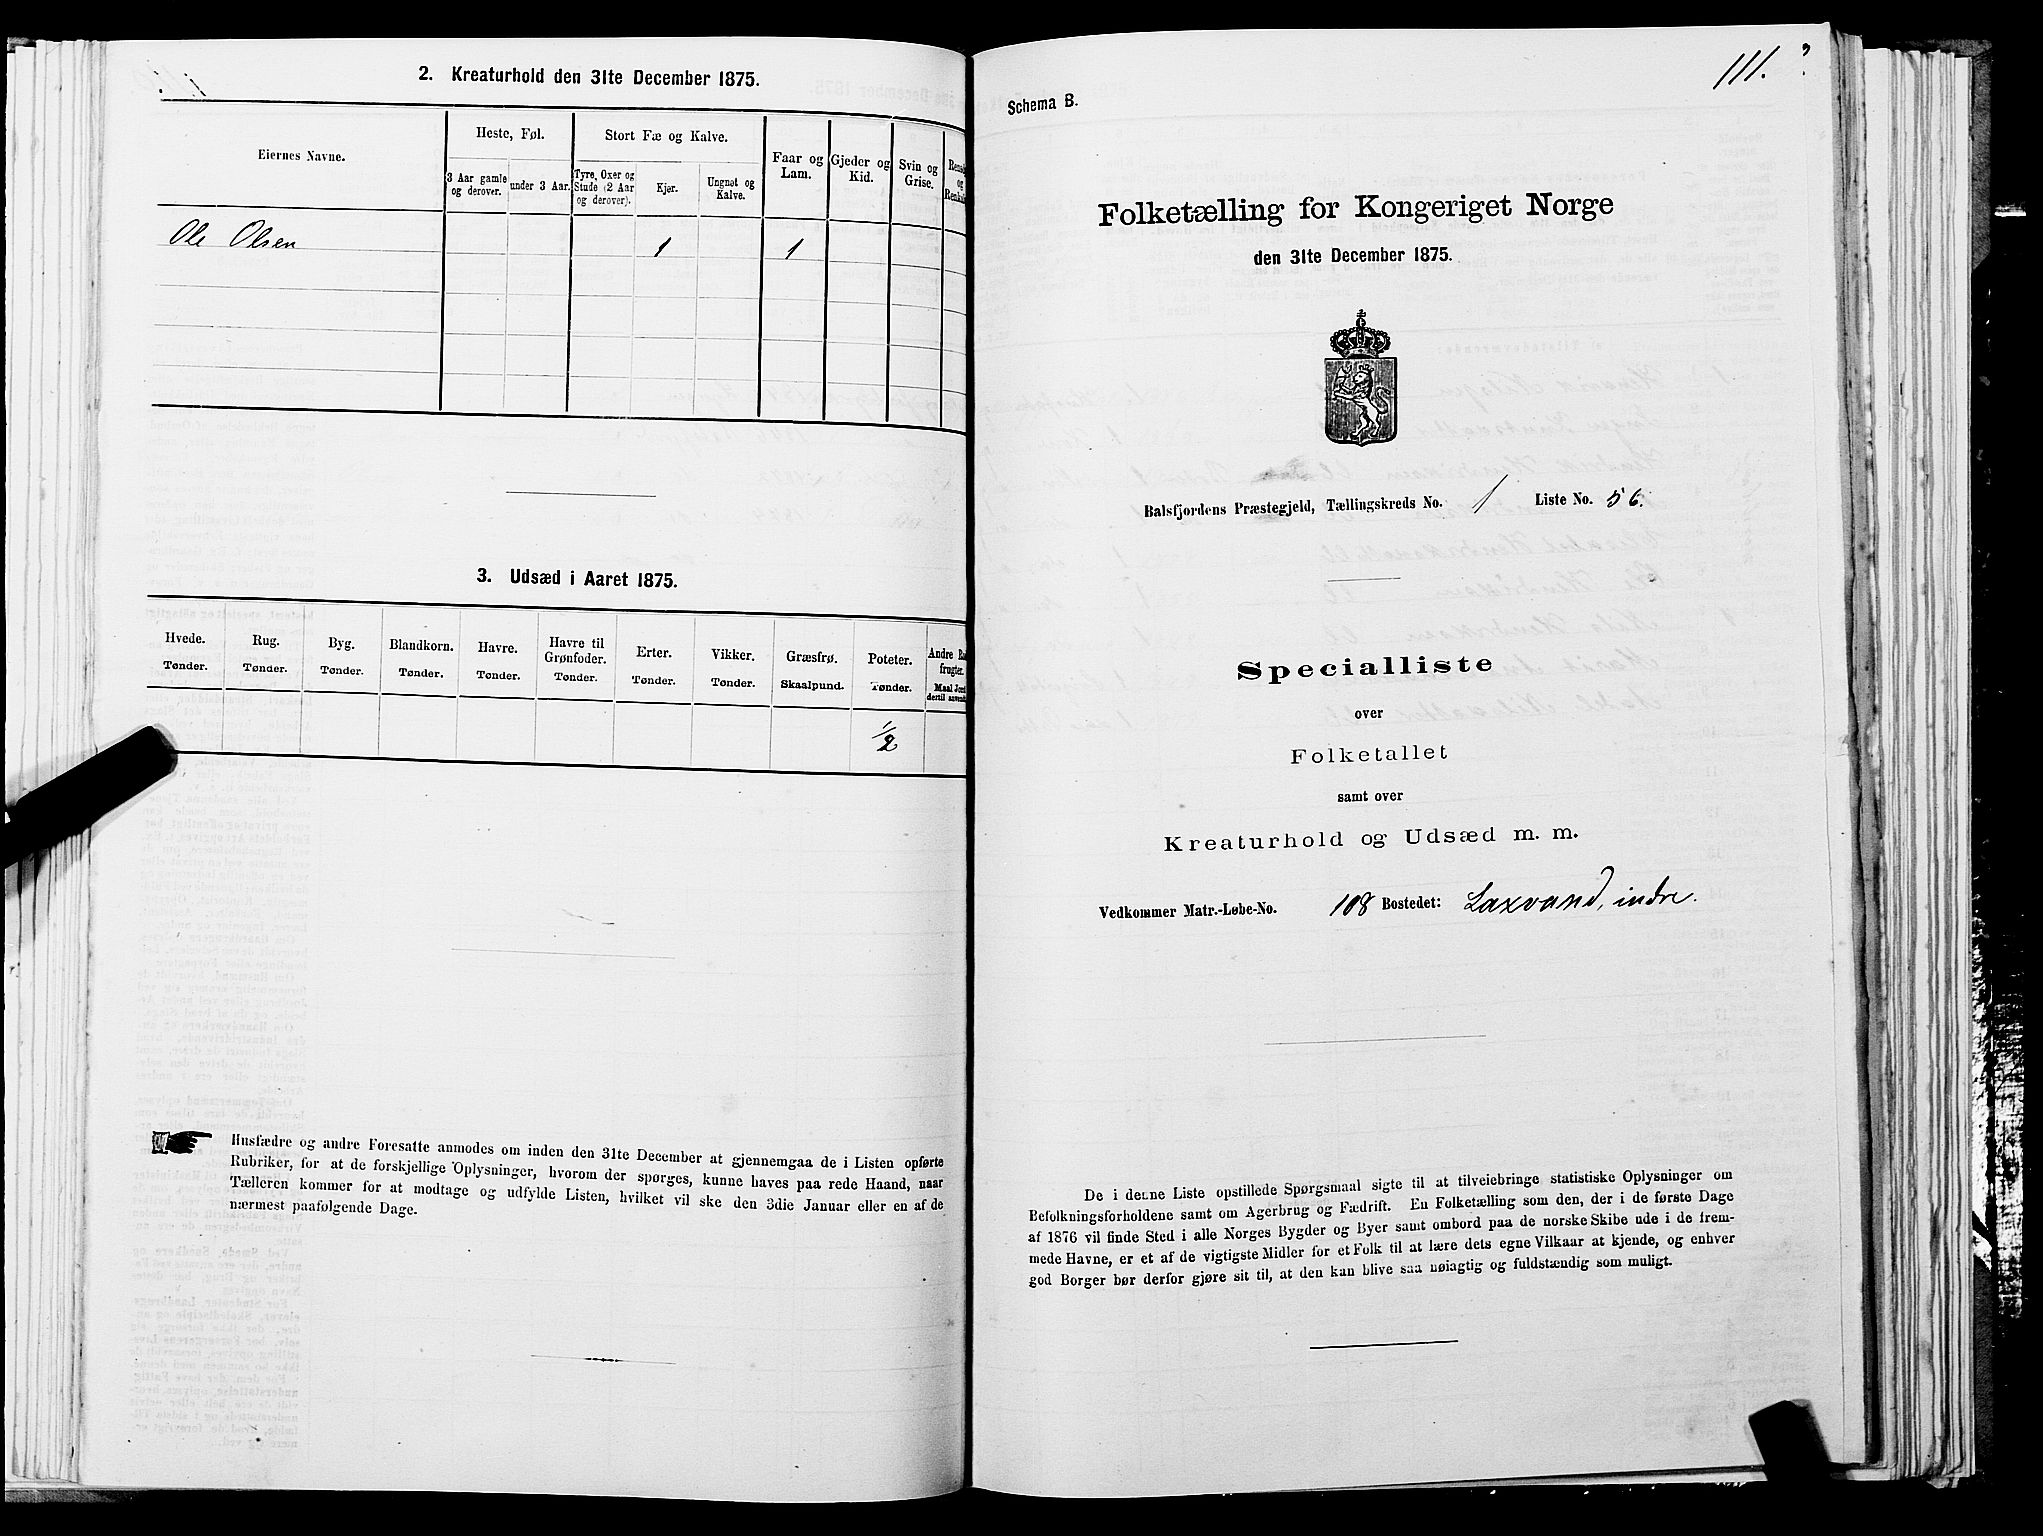 2. Kreaturhold den 31te December 1875.
Eiernes Navne.
Heste, Føl.
3 Aar gamle og derover.
under 3 Aar.
Stort Fæ og Kalve.
Tyre, Oxer og Stude (2 Aar og derover).
Kjør.
Ungnøt og Kalve.
Faar og Lam.
Gjeder og Kid.
Svin og Grise.
Ole Olsen 1 1
3. Udsæd i Aaret 1875.
Hvede. Rug. Byg. Blandkorn. Havre. Havre til Grønfoder. Erter. Vikker. Græsfrø. Poteter.
Tønder. Tønder. Tønder. Tønder. Tønder. Tønder. Tønder. Tønder. Skaalpund. Tønder.
1/2
Husfædre og andre Foresatte anmodes om inden den 31te December at gjennemgaa de i Listen opførte
Rubriker, for at de forskjellige Oplysninger, hvorom der spørges, kunne haves paa rede Haand, naar
Tælleren kommer for at modtage og udfylde Listen, hvilket vil ske den 3die Januar eller en af de
nærmest paafølgende Dage.
111.
Schema B.
Folketælling for Kongeriget Norge
den 31te December 1875.
Balsfjordens Præstegjeld, Tællingskreds No. 1 Liste No. 56.
Specialliste
over
Folketallet
samt over
Kreaturhold og Udsæd m. m.
Vedkommer Matr.-Løbe-No. 108 Bostedet: Laxvand, indre.
De i denne Liste opstillede Spørgsmaal sigte til at tilveiebringe statistiske Oplysninger om
Befolkningsforholdene samt om Agerbrug og Fædrift. En Folketælling som den, der i de første Dage
af 1876 vil finde Sted i alle Norges Bygder og Byer samt ombord paa de norske Skibe ude i de frem-
mede Havne, er et af de vigtigste Midler for et Folk til at lære dets egne Vilkaar at kjende, og enhver
god Borger bør derfor gjøre sit til, at den kan blive saa nøiagtig og fuldstændig som muligt.